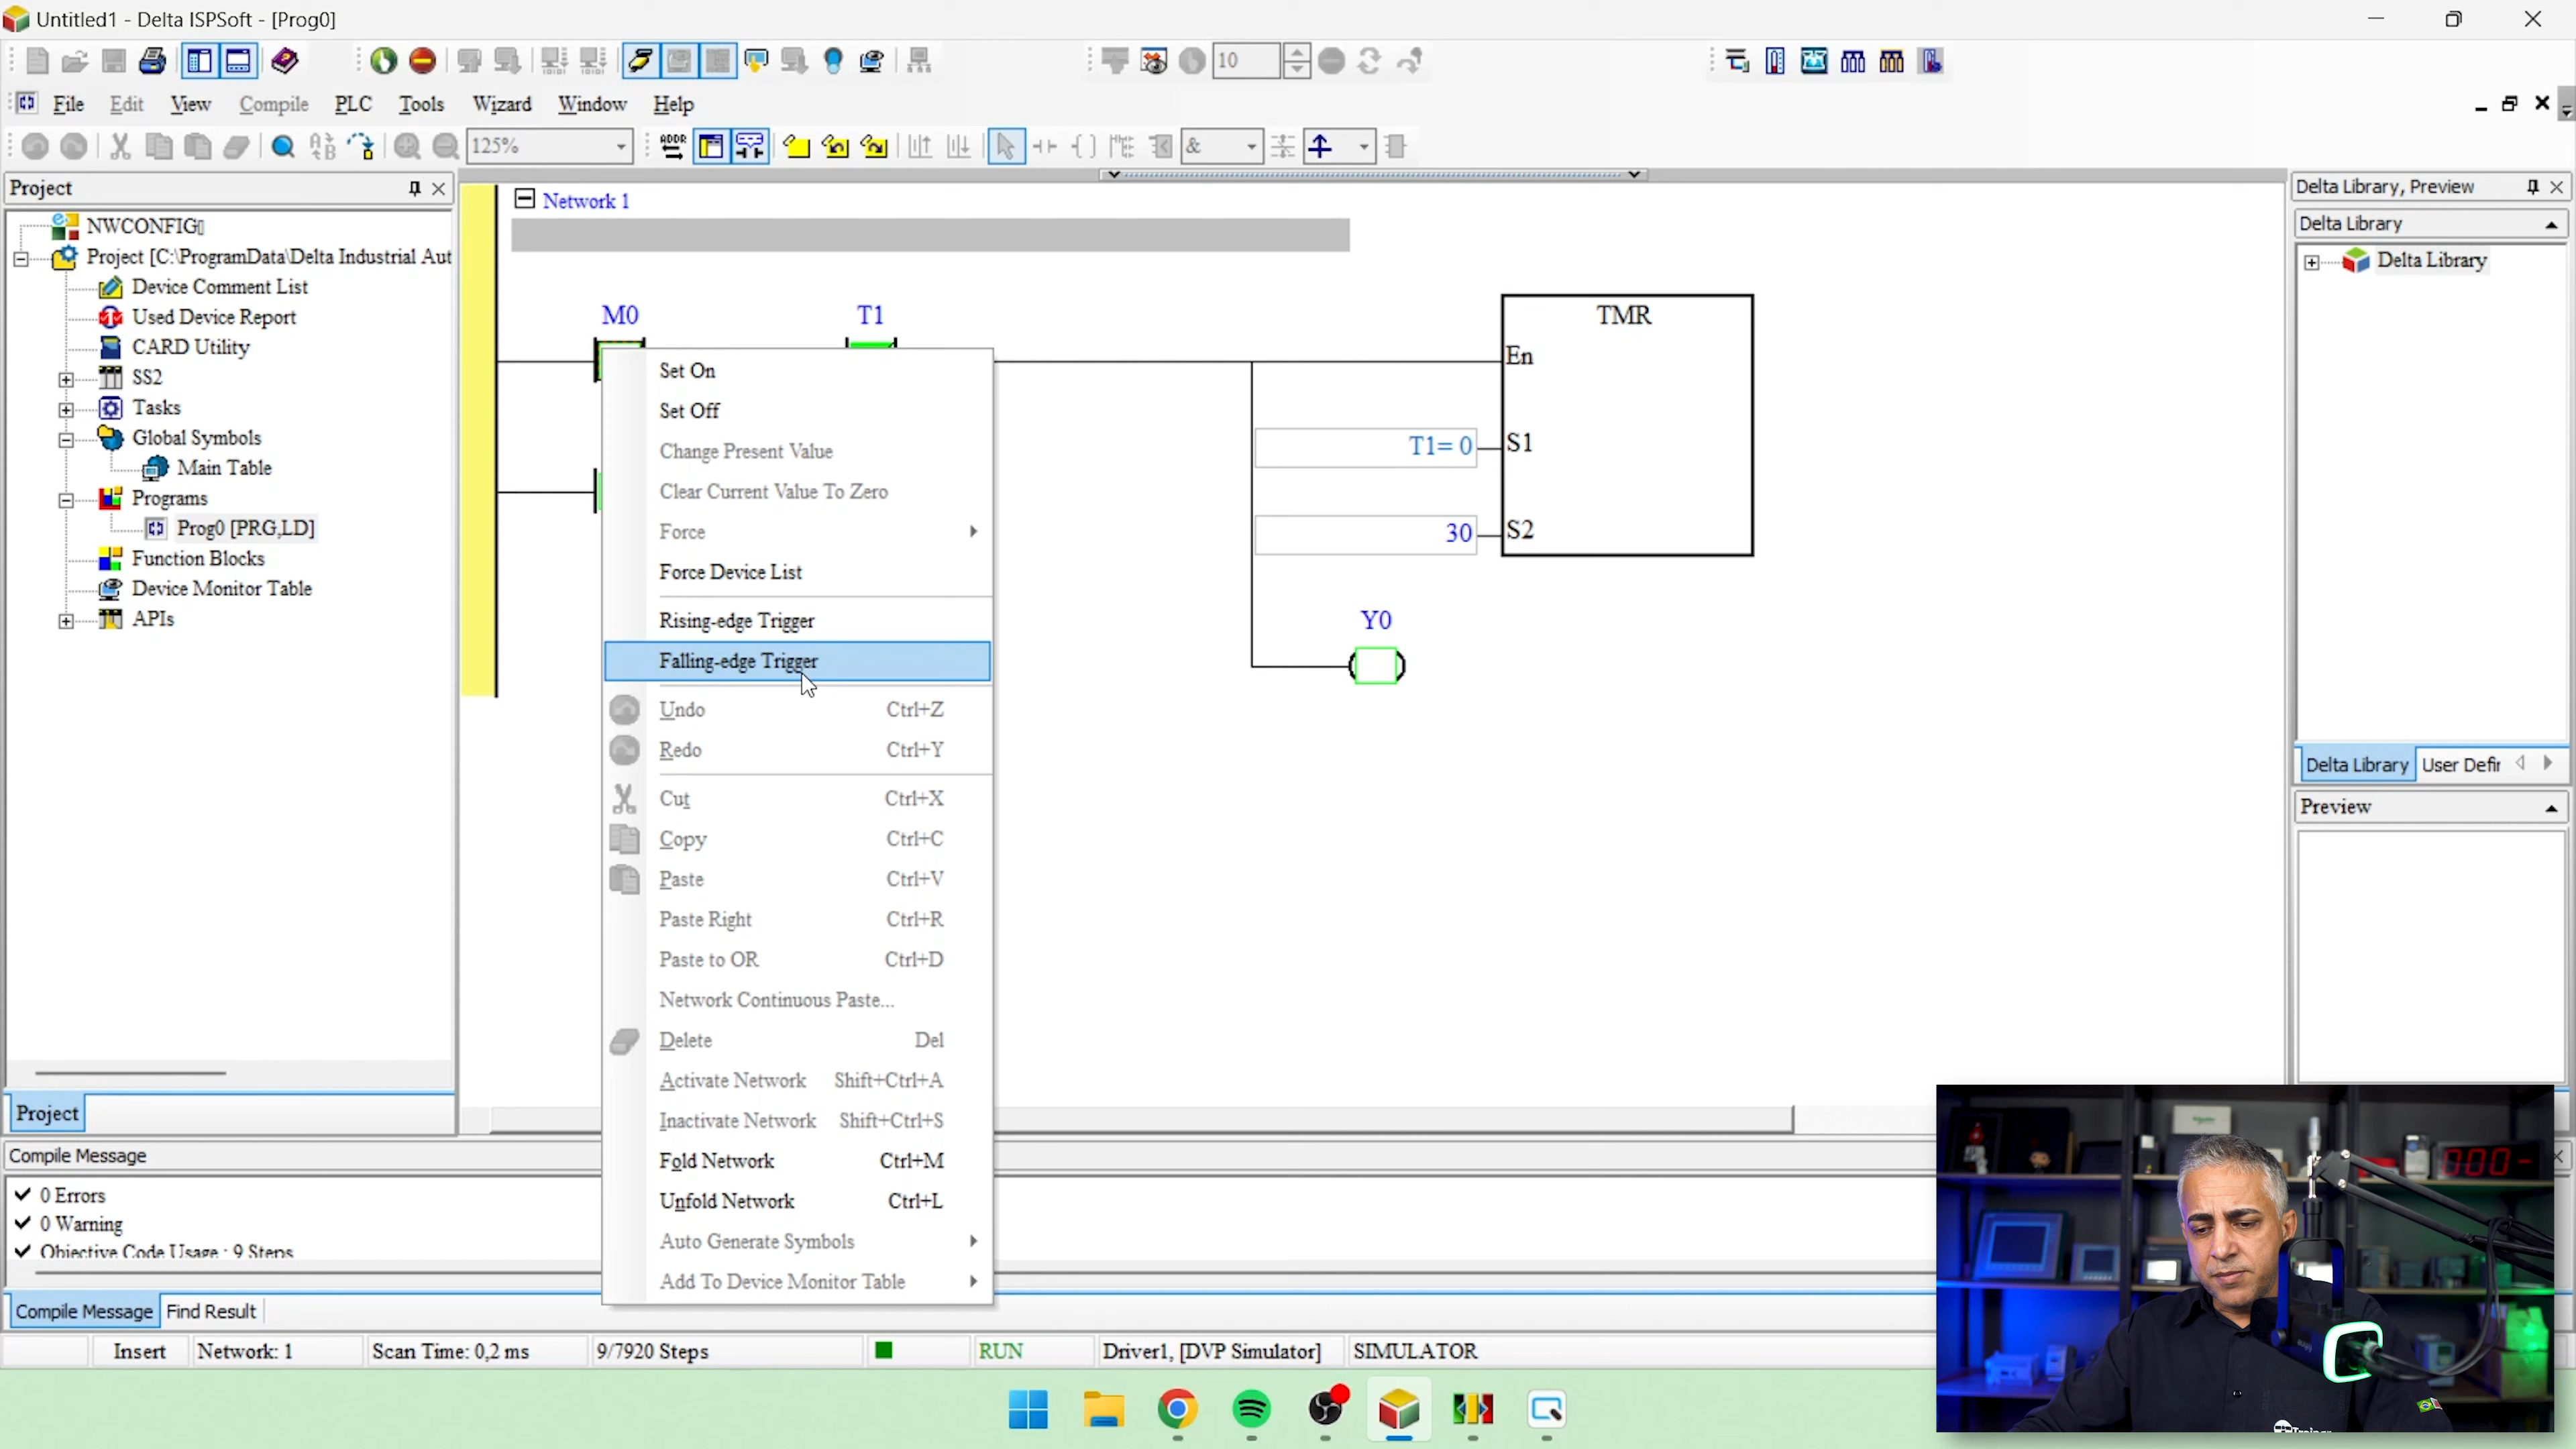 Untitled1 - Delta ISPSoft - [Prog0]
10
File Edit View Compile PLC Tools Wizard Window Help
125%
ADDR
&
Project
NWCONFIG
Project [C:\ProgramData\Delta Industrial Aut
Device Comment List
Used Device Report
CARD Utility
SS2
Tasks
Global Symbols
Main Table
Programs
Prog0 [PRG,LD]
Function Blocks
Device Monitor Table
APIs
Project
Network 1
M0
T1
TMR
En
T1= 0
S1
30
S2
Y0
Set On
Set Off
Change Present Value
Clear Current Value To Zero
Force
Force Device List
Rising-edge Trigger
Falling-edge Trigger
Undo Ctrl+Z
Redo Ctrl+Y
Cut Ctrl+X
Copy Ctrl+C
Paste Ctrl+V
Paste Right Ctrl+R
Paste to OR Ctrl+D
Network Continuous Paste...
Delete Del
Activate Network Shift+Ctrl+A
Inactivate Network Shift+Ctrl+S
Fold Network Ctrl+M
Unfold Network Ctrl+L
Auto Generate Symbols
Add To Device Monitor Table
Delta Library, Preview
Delta Library
Delta Library
Delta Library User Defir
Preview
Compile Message
0 Errors
0 Warning
Objective Code Usage : 9 Steps
Compile Message Find Result
Insert Network: 1 Scan Time: 0,2 ms 9/7920 Steps RUN Driver1, [DVP Simulator] SIMULATOR
000-